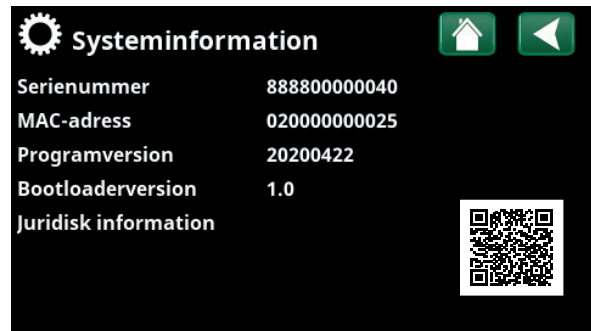 Systeminformation
Serienummer 888800000040
MAC-adress 020000000025
Programversion 20200422
Bootloaderversion 1.0
Juridisk information